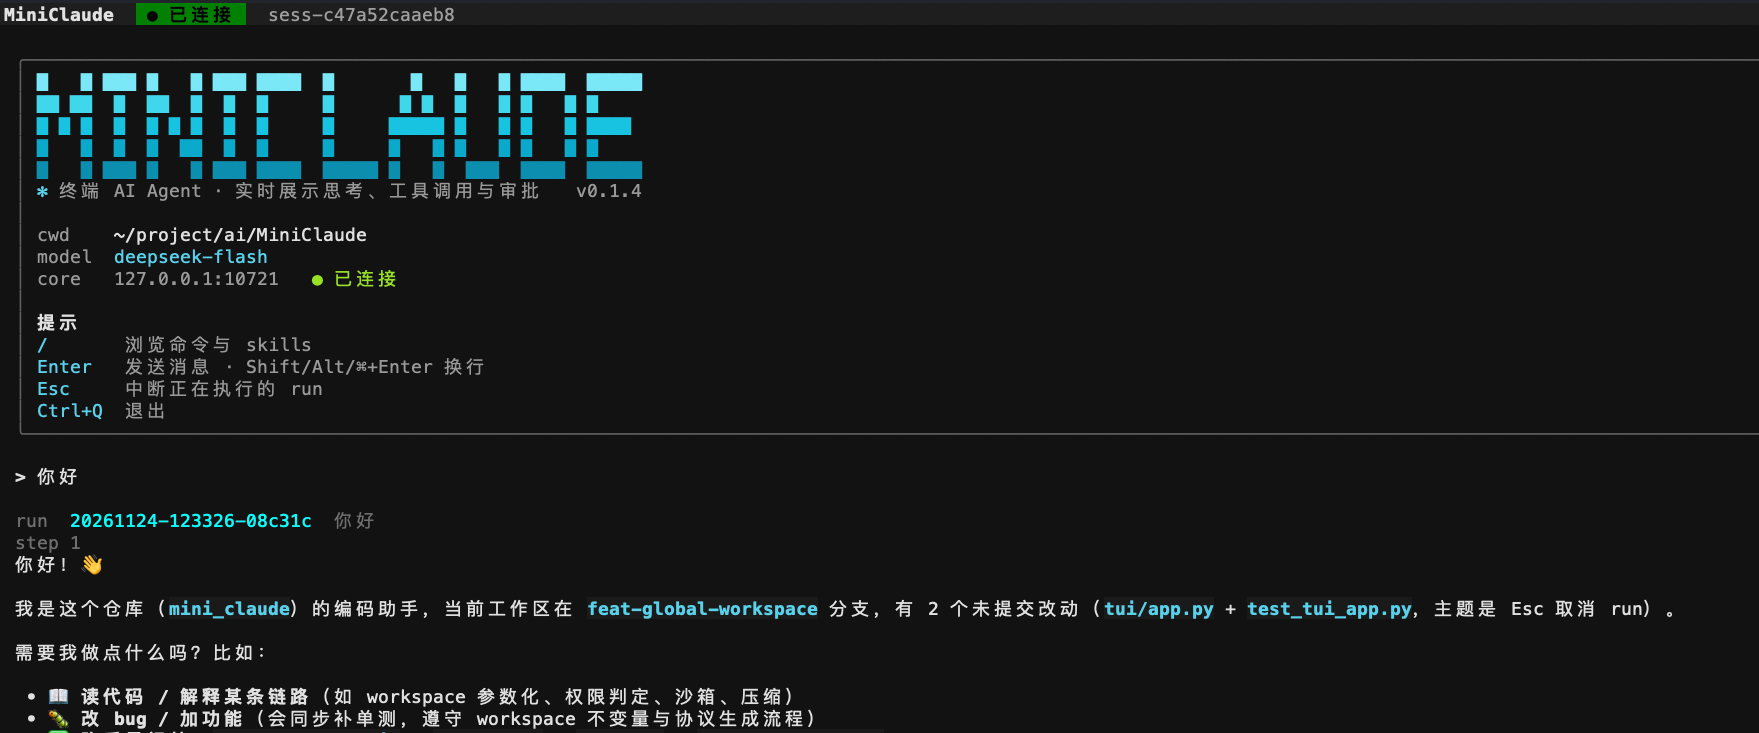 MiniClaude ● 已连接 sess-c47a52caaeb8
MINICLAUDE
* 终端 AI Agent · 实时展示思考、工具调用与审批 v0.1.4
cwd ~/project/ai/MiniClaude
model deepseek-flash
core 127.0.0.1:10721 ● 已连接
提示
/ 浏览命令与 skills
Enter 发送消息 · Shift/Alt/⌘+Enter 换行
Esc 中断正在执行的 run
Ctrl+Q 退出
> 你好
run 20261124-123326-08c31c 你好
step 1
你好！👋
我是这个仓库（mini_claude）的编码助手，当前工作区在 feat-global-workspace 分支，有 2 个未提交改动（tui/app.py + test_tui_app.py，主题是 Esc 取消 run）。
需要我做点什么吗？比如：
• 📖 读代码 / 解释某条链路（如 workspace 参数化、权限判定、沙箱、压缩）
• 🐛 改 bug / 加功能（会同步补单测，遵守 workspace 不变量与协议生成流程）